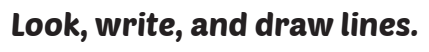 Look, write, and draw lines.